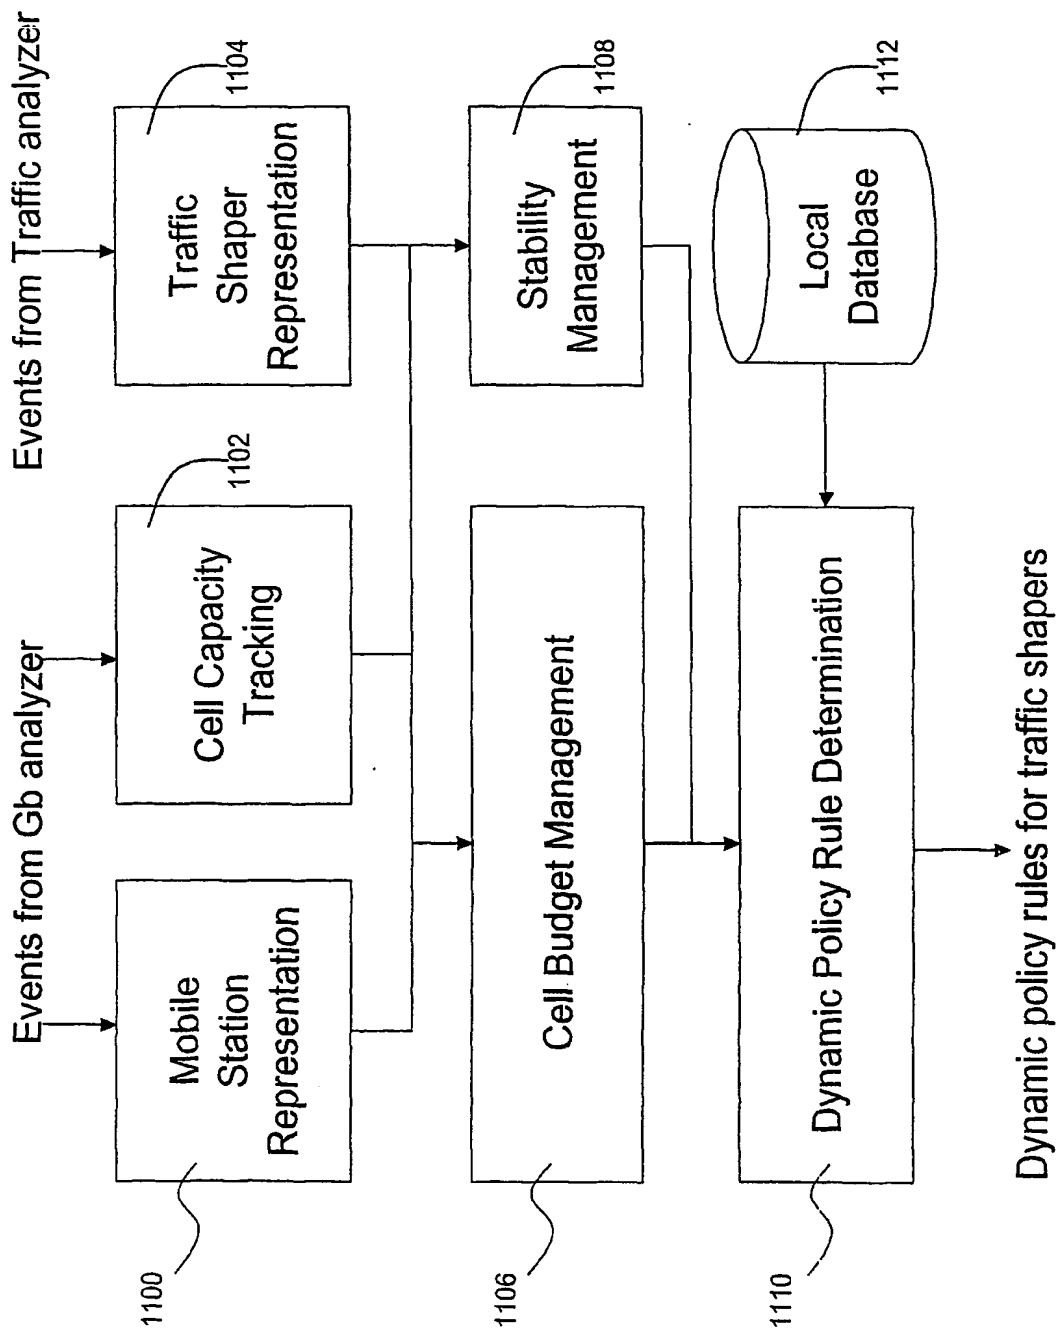 Events from Gb analyzer
Events from Traffic analyzer
Mobile
Station
Representation
1100
Cell Capacity
Tracking
1102
Traffic
Shaper
Representation
1104
Cell Budget Management
1106
Stability
Management
1108
Dynamic Policy Rule Determination
1110
Local
Database
1112
Dynamic policy rules for traffic shapers